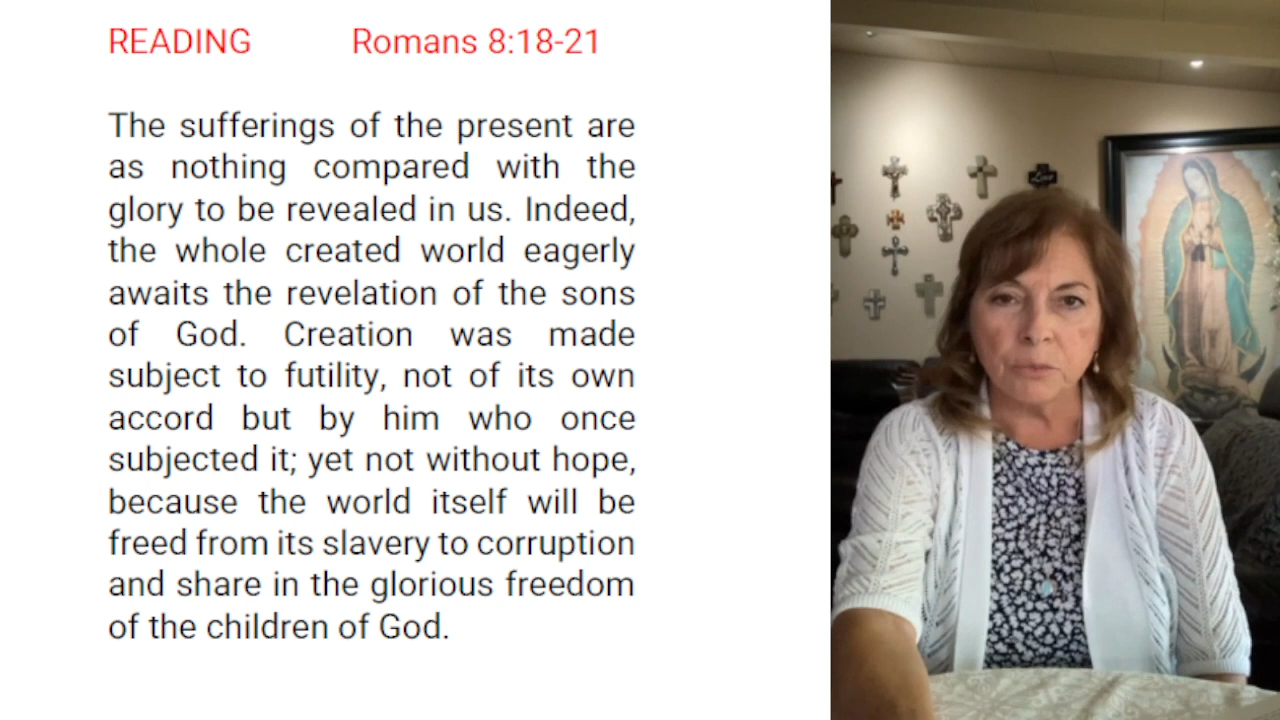 READING Romans 8:18-21
The sufferings of the present are
as nothing compared with the
glory to be revealed in us. Indeed,
the whole created world eagerly
awaits the revelation of the sons
of God. Creation was made
subject to futility, not of its own
accord but by him who once
subjected it; yet not without hope,
because the world itself will be
freed from its slavery to corruption
and share in the glorious freedom
of the children of God.
Love